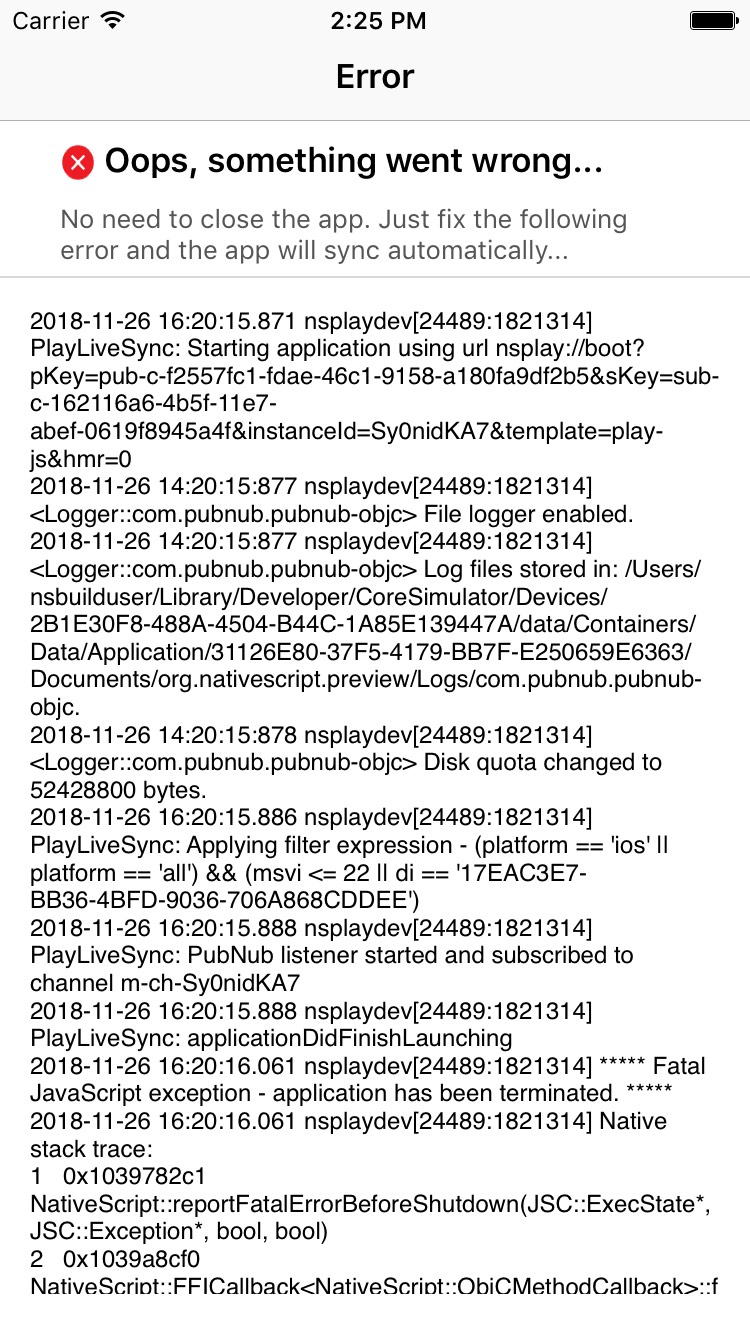 Carrier 2:25 PM
Error
Oops, something went wrong...
No need to close the app. Just fix the following
error and the app will sync automatically...
2018-11-26 16:20:15.871 nsplaydev[24489:1821314]
PlayLiveSync: Starting application using url nsplay://boot?
pKey=pub-c-f2557fc1-fdae-46c1-9158-a180fa9df2b5&sKey=sub-
c-162116a6-4b5f-11e7-
abef-0619f8945a4f&instanceId=Sy0nidKA7&template=play-
js&hmr=0
2018-11-26 14:20:15:877 nsplaydev[24489:1821314]
<Logger::com.pubnub.pubnub-objc> File logger enabled.
2018-11-26 14:20:15:877 nsplaydev[24489:1821314]
<Logger::com.pubnub.pubnub-objc> Log files stored in: /Users/
nsbuilduser/Library/Developer/CoreSimulator/Devices/
2B1E30F8-488A-4504-B44C-1A85E139447A/data/Containers/
Data/Application/31126E80-37F5-4179-BB7F-E250659E6363/
Documents/org.nativescript.preview/Logs/com.pubnub.pubnub-
objc.
2018-11-26 14:20:15:878 nsplaydev[24489:1821314]
<Logger::com.pubnub.pubnub-objc> Disk quota changed to
52428800 bytes.
2018-11-26 16:20:15.886 nsplaydev[24489:1821314]
PlayLiveSync: Applying filter expression - (platform == 'ios' ||
platform == 'all') && (msvi <= 22 || di == '17EAC3E7-
BB36-4BFD-9036-706A868CDDEE')
2018-11-26 16:20:15.888 nsplaydev[24489:1821314]
PlayLiveSync: PubNub listener started and subscribed to
channel m-ch-Sy0nidKA7
2018-11-26 16:20:15.888 nsplaydev[24489:1821314]
PlayLiveSync: applicationDidFinishLaunching
2018-11-26 16:20:16.061 nsplaydev[24489:1821314] ***** Fatal
JavaScript exception - application has been terminated. *****
2018-11-26 16:20:16.061 nsplaydev[24489:1821314] Native
stack trace:
1 0x1039782c1
NativeScript::reportFatalErrorBeforeShutdown(JSC::ExecState*,
JSC::Exception*, bool, bool)
2 0x1039a8cf0
NativeScript::FFICallback<NativeScript::ObjCMethodCallback>::f